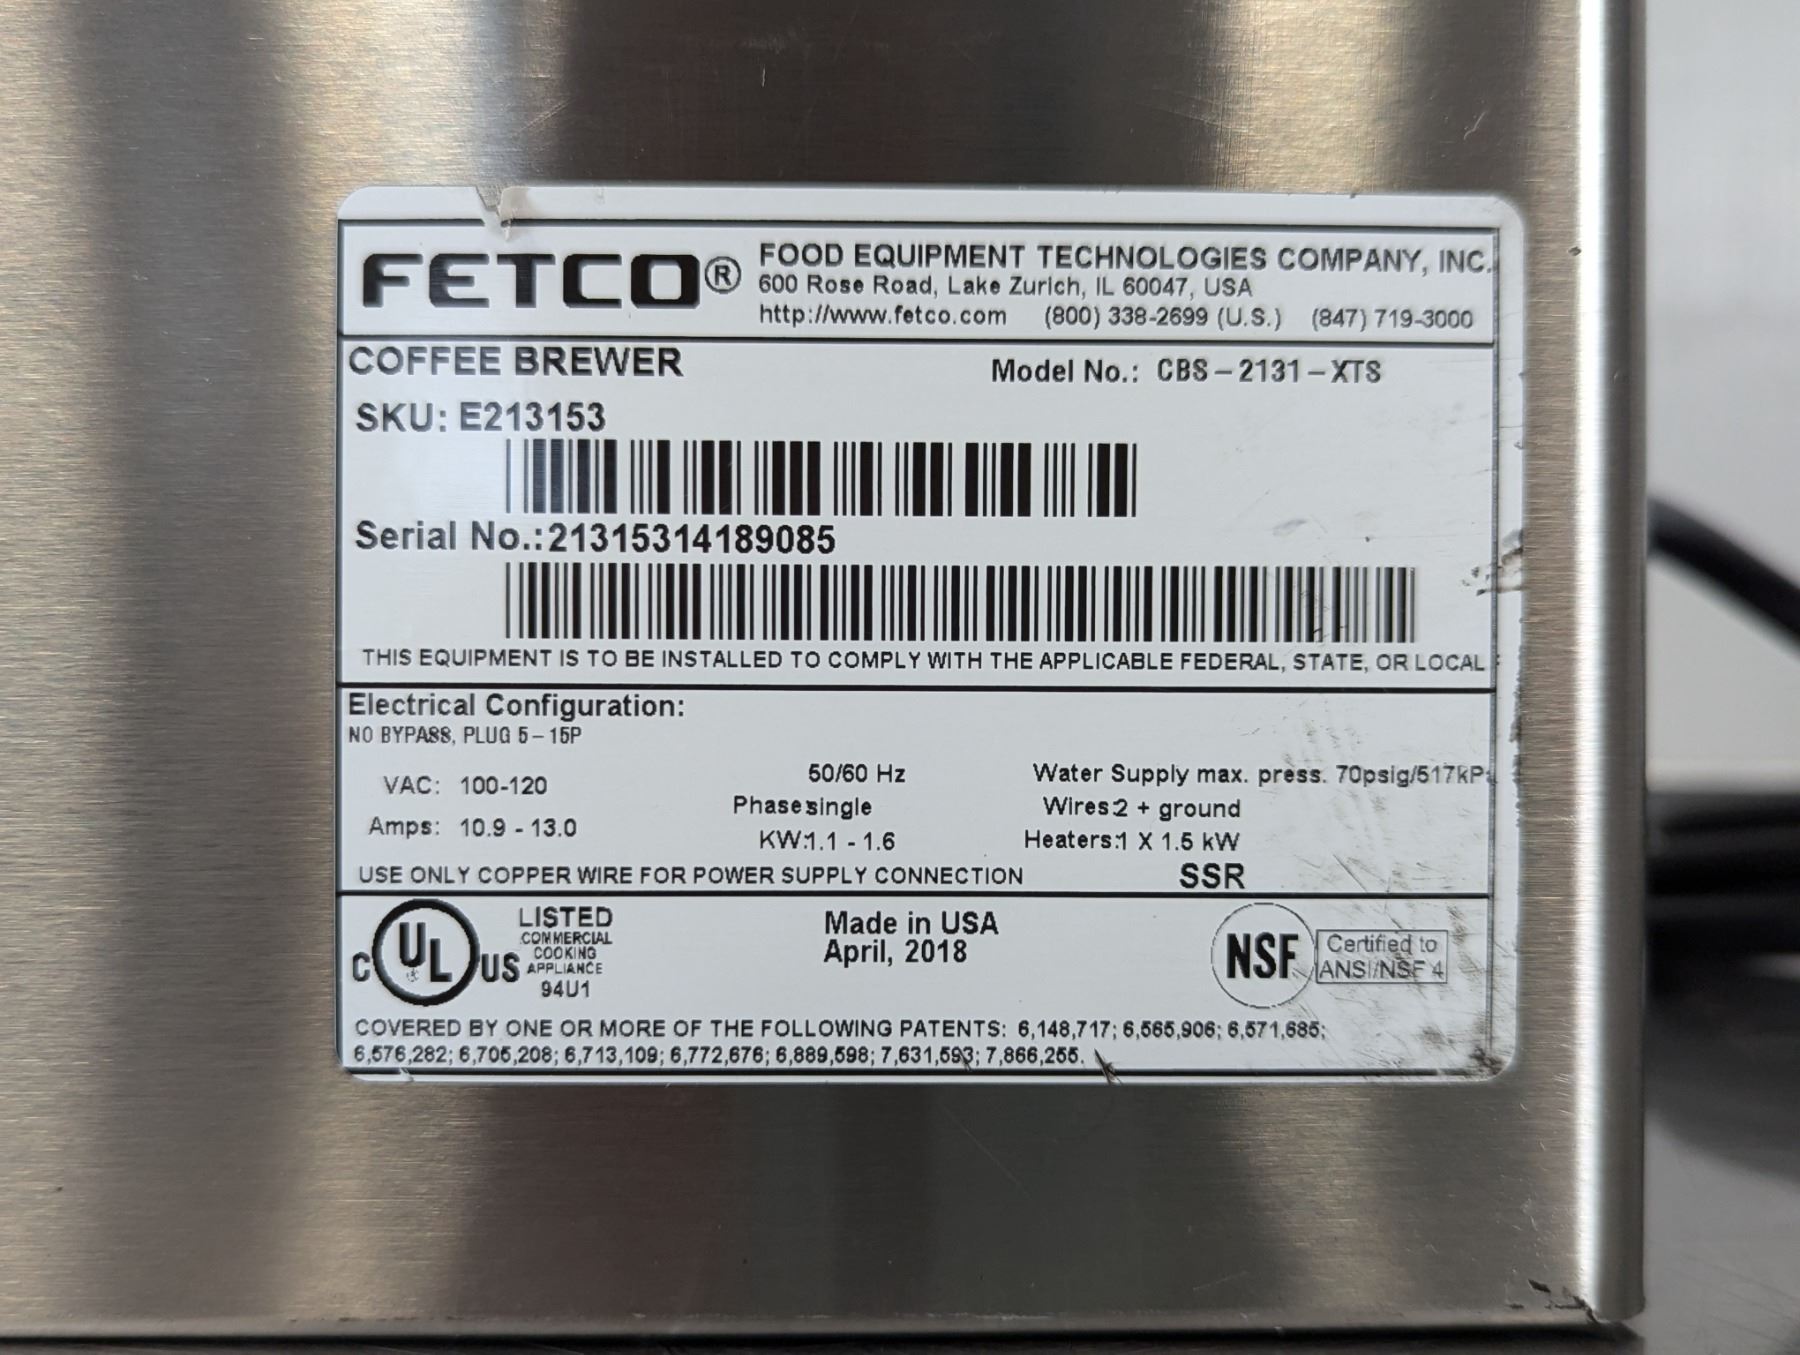 FETCO® FOOD EQUIPMENT TECHNOLOGIES COMPANY, INC.
600 Rose Road, Lake Zurich, IL 60047, USA
http://www.fetco.com (800) 338-2699 (U.S.) (847) 719-3000
COFFEE BREWER Model No.: CBS-2131-XTS
SKU: E213153
Serial No.:21315314189085
THIS EQUIPMENT IS TO BE INSTALLED TO COMPLY WITH THE APPLICABLE FEDERAL, STATE, OR LOCAL
Electrical Configuration:
NO BYPASS, PLUG 5-15P
VAC: 100-120 50/60 Hz Water Supply max. press. 70psig/517kPa
Phase:single Wires:2 + ground
Amps: 10.9 - 13.0 KW:1.1 - 1.6 Heaters:1 X 1.5 kW
USE ONLY COPPER WIRE FOR POWER SUPPLY CONNECTION SSR
C UL US LISTED
COMMERCIAL
COOKING
APPLIANCE
94U1
Made in USA
April, 2018
NSF Certified to
ANSI/NSF 4
COVERED BY ONE OR MORE OF THE FOLLOWING PATENTS: 6,148,717; 6,565,906; 6,571,685;
6,576,282; 6,705,208; 6,713,109; 6,772,676; 6,889,598; 7,631,593; 7,866,255.